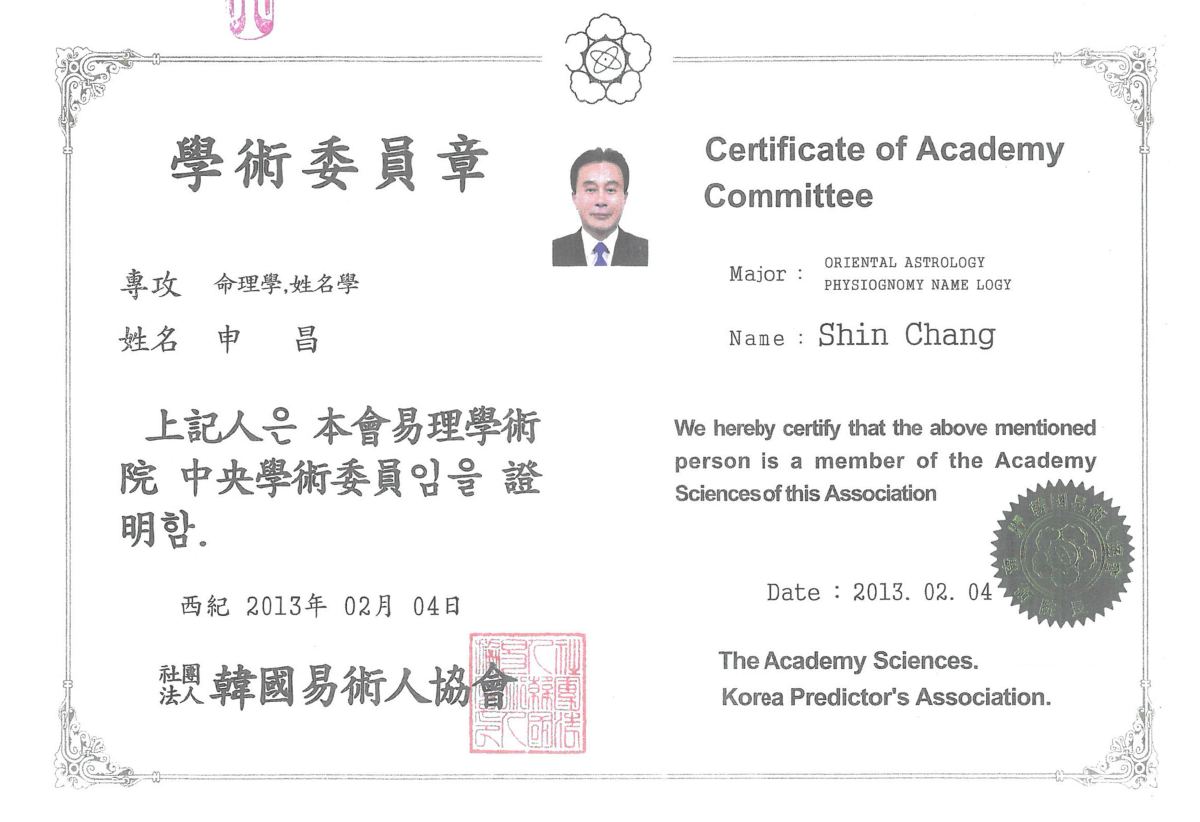 學術委員章
專攻 命理學,姓名學
姓名 申 昌
上記人은 本會易理學術
院 中央學術委員임을 證
明함.
西紀 2013年 02月 04日
社團
法人 韓國易術人協會
Certificate of Academy
Committee
Major : ORIENTAL ASTROLOGY
PHYSIOGNOMY NAME LOGY
Name : Shin Chang
We hereby certify that the above mentioned
person is a member of the Academy
Sciences of this Association
Date : 2013. 02. 04
The Academy Sciences.
Korea Predictor's Association.